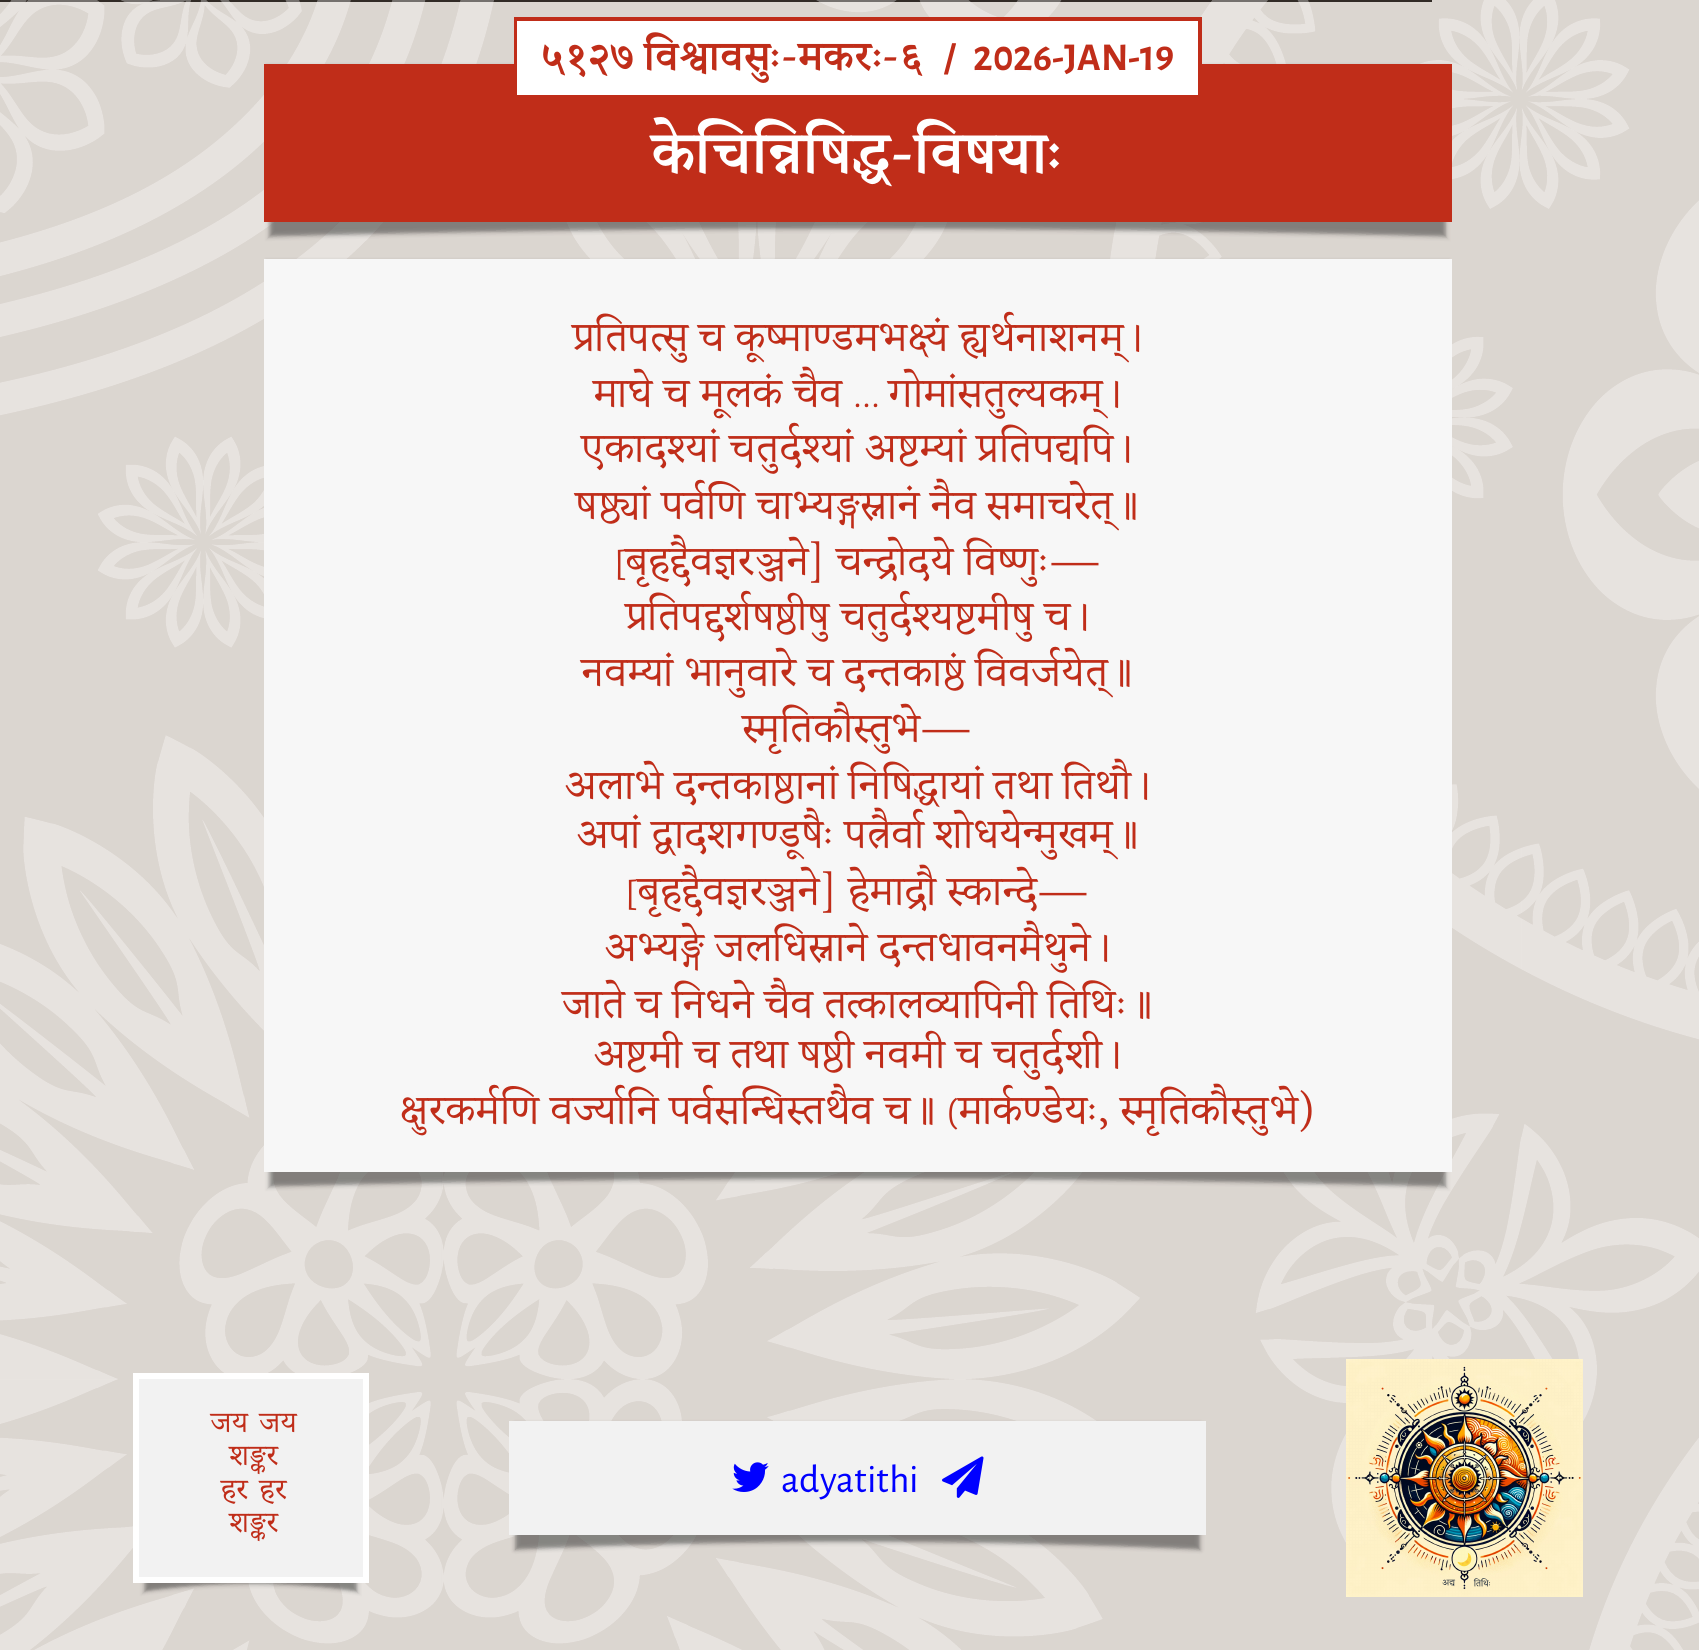 ५१२७ विश्वावसुः-मकरः-६ / 2026-JAN-19
केचिन्निषिद्ध-विषयाः
प्रतिपत्सु च कूष्माण्डमभक्ष्यं ह्यर्थनाशनम्।
माघे च मूलकं चैव ... गोमांसतुल्यकम्।
एकादश्यां चतुर्दश्यां अष्टम्यां प्रतिपद्यपि।
षष्ठ्यां पर्वणि चाभ्यङ्गस्नानं नैव समाचरेत्॥
[बृहद्दैवज्ञरञ्जने] चन्द्रोदये विष्णुः—
प्रतिपद्दर्शषष्ठीषु चतुर्दश्यष्टमीषु च।
नवम्यां भानुवारे च दन्तकाष्ठं विवर्जयेत्॥
स्मृतिकौस्तुभे—
अलाभे दन्तकाष्ठानां निषिद्धायां तथा तिथौ।
अपां द्वादशगण्डूषैः पत्रैर्वा शोधयेन्मुखम्॥
[बृहद्दैवज्ञरञ्जने] हेमाद्रौ स्कान्दे—
अभ्यङ्गे जलधिस्नाने दन्तधावनमैथुने।
जाते च निधने चैव तत्कालव्यापिनी तिथिः॥
अष्टमी च तथा षष्ठी नवमी च चतुर्दशी।
क्षुरकर्मणि वर्ज्यानि पर्वसन्धिस्तथैव च॥ (मार्कण्डेयः, स्मृतिकौस्तुभे)
जय जय
शङ्कर
हर हर
शङ्कर
adyatithi
अद्य तिथिः